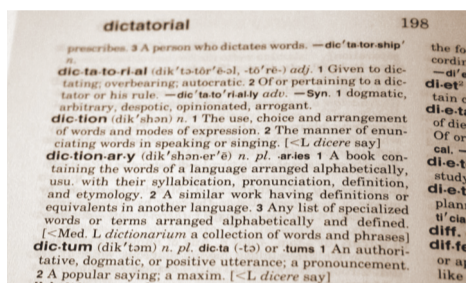 dictatorial 198
prescribes. 3 A person who dictates words. —dic′ta·tor·ship′
n.
dic·ta·to·ri·al (dik′tə·tôr′ē·əl, -tō′rē-) adj. 1 Given to dic-
tating; overbearing; autocratic. 2 Of or pertaining to a dic-
tator or his rule. —dic′ta·to′ri·al·ly adv. —Syn. 1 dogmatic,
arbitrary, despotic, opinionated, arrogant.
dic·tion (dik′shən) n. 1 The use, choice and arrangement
of words and modes of expression. 2 The manner of enun-
ciating words in speaking or singing. [<L dicere say]
dic·tion·ar·y (dik′shən·er′ē) n. pl. ·ar·ies 1 A book con-
taining the words of a language arranged alphabetically,
usu. with their syllabication, pronunciation, definition,
and etymology. 2 A similar work having definitions or
equivalents in another language. 3 Any list of specialized
words or terms arranged alphabetically and defined.
[<Med. L dictionarium a collection of words and phrases]
dic·tum (dik′təm) n. pl. dic·ta (-tə) or ·tums 1 An authori-
tative, dogmatic, or positive utterance; a pronouncement.
2 A popular saying; a maxim. [<L dicere say]
the fo
cordin
—di′e
di·et²
tain c
di·e·ta
of die
Of or
cal. —
di·e·t
study
di·e·t
plan
ti′cia
diff.
dif·fe
or ap
like